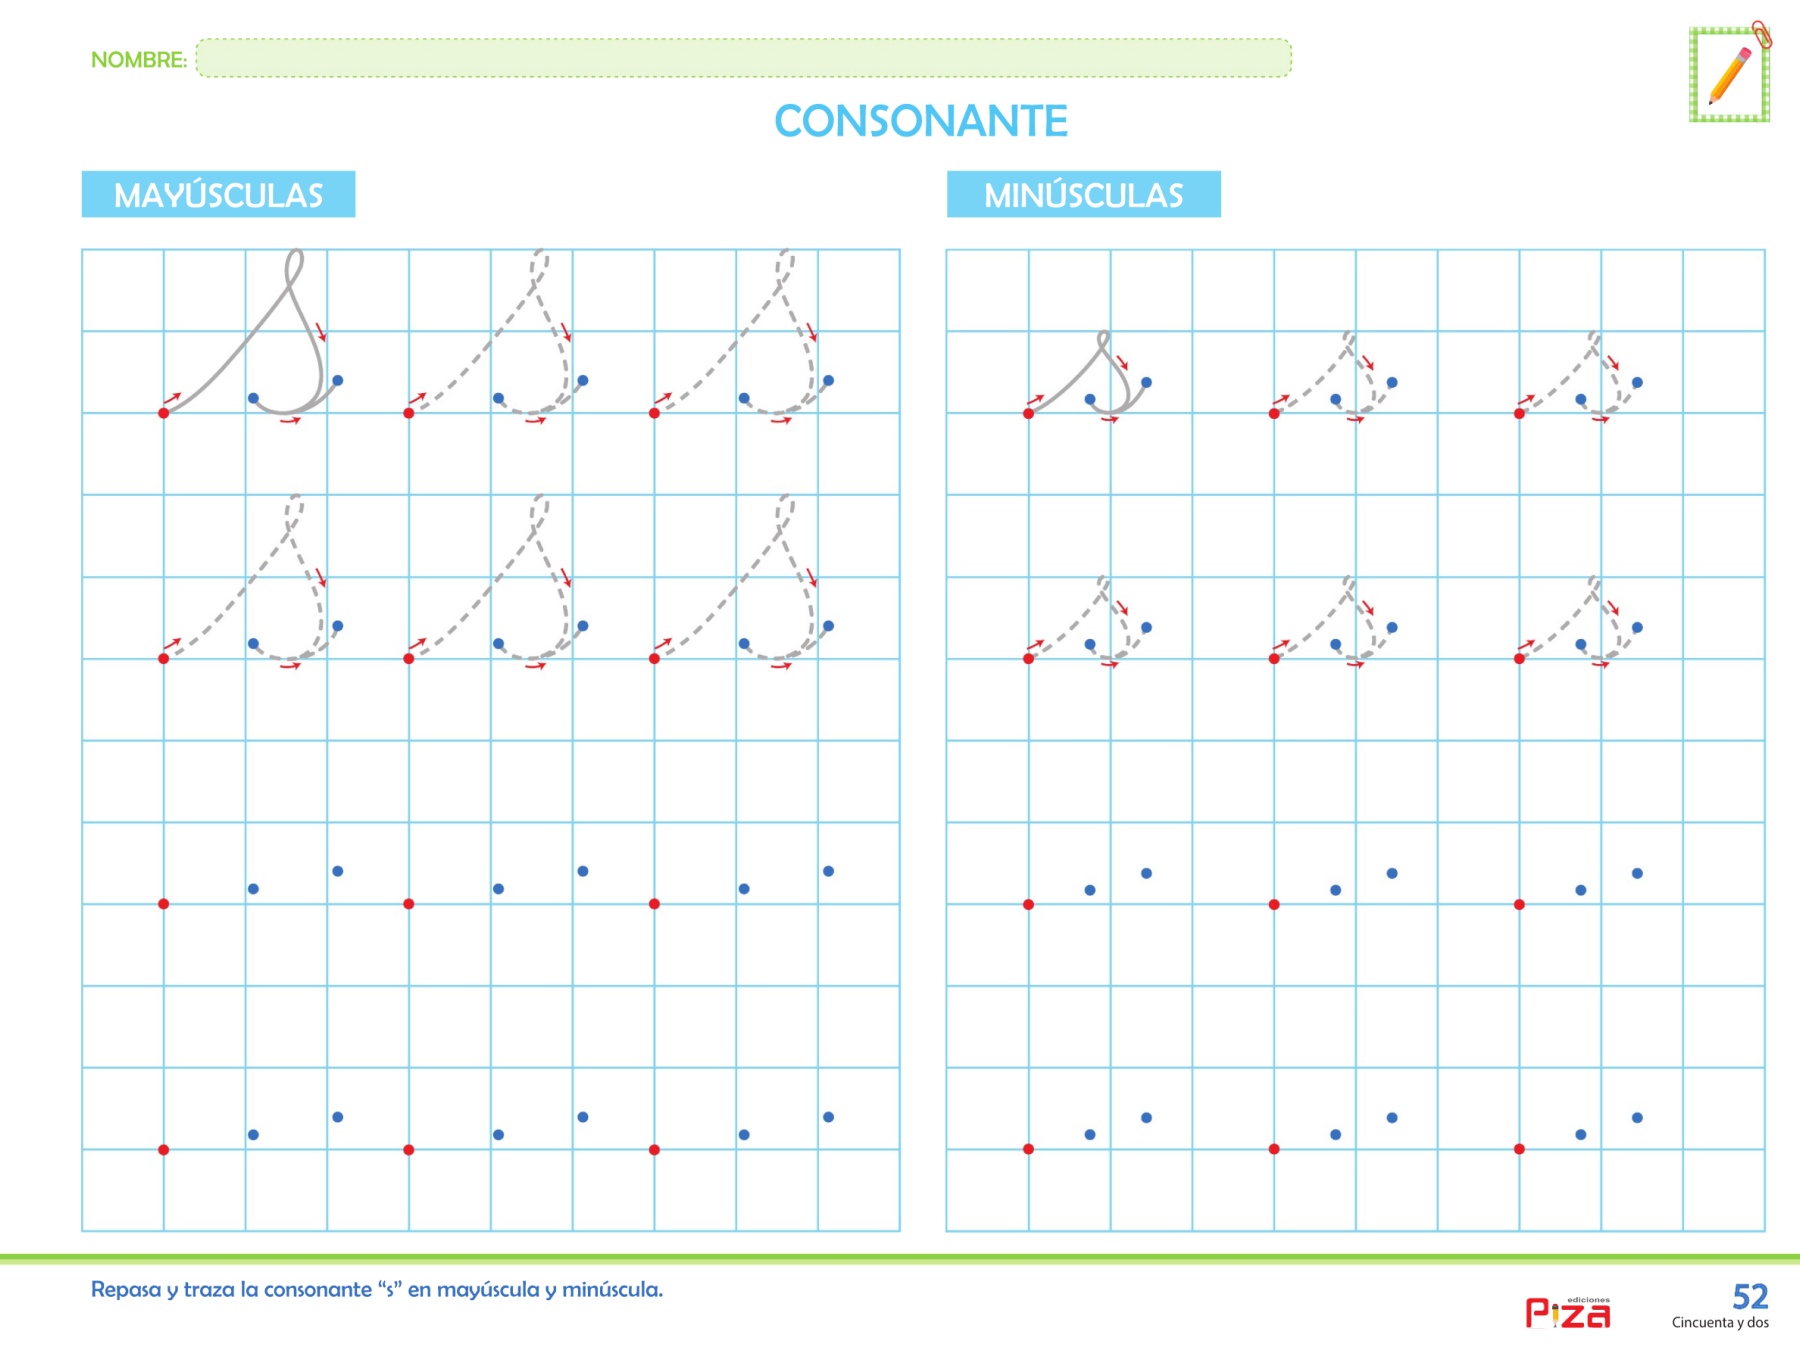 NOMBRE:
CONSONANTE
MAYÚSCULAS
MINÚSCULAS
Repasa y traza la consonante “s” en mayúscula y minúscula.
ediciones
Piza
52
Cincuenta y dos